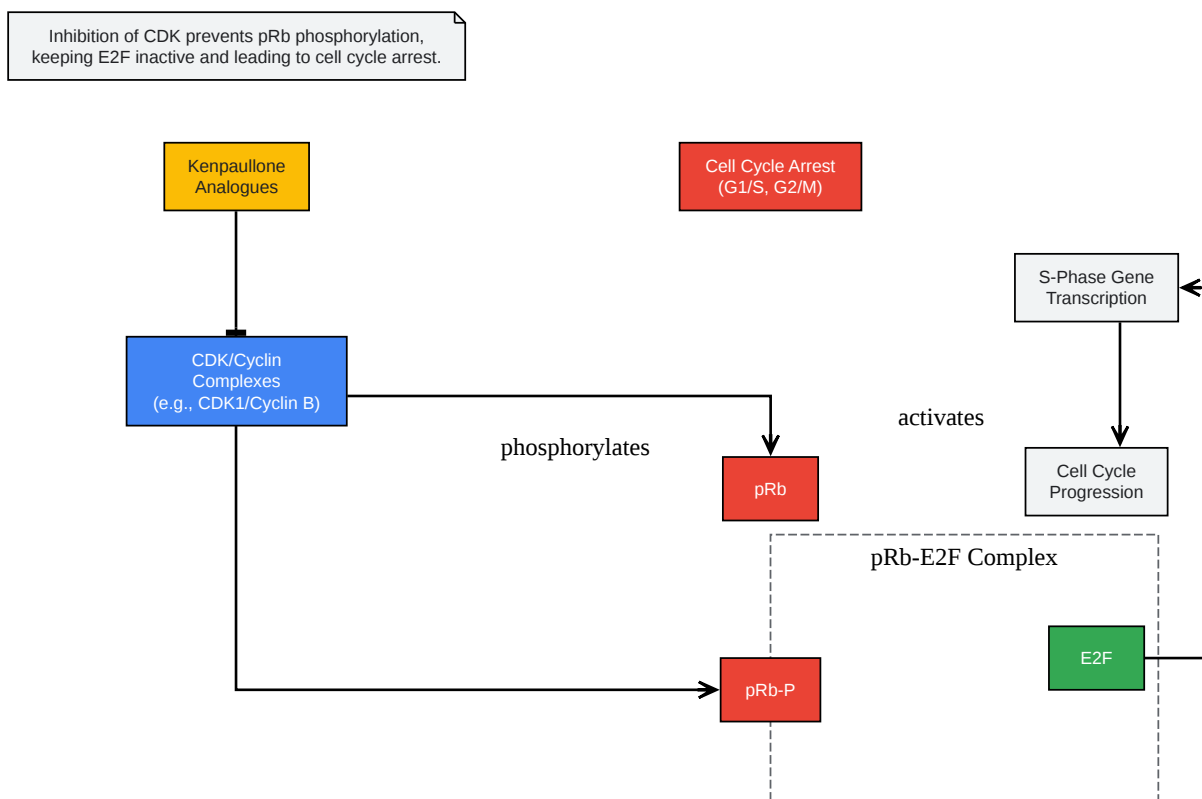 Inhibition of CDK prevents pRb phosphorylation,
keeping E2F inactive and leading to cell cycle arrest.
Kenpaullone
Analogues
Cell Cycle Arrest
(G1/S, G2/M)
S-Phase Gene
Transcription
CDK/Cyclin
Complexes
(e.g., CDK1/Cyclin B)
phosphorylates
activates
pRb
Cell Cycle
Progression
pRb-E2F Complex
E2F
pRb-P